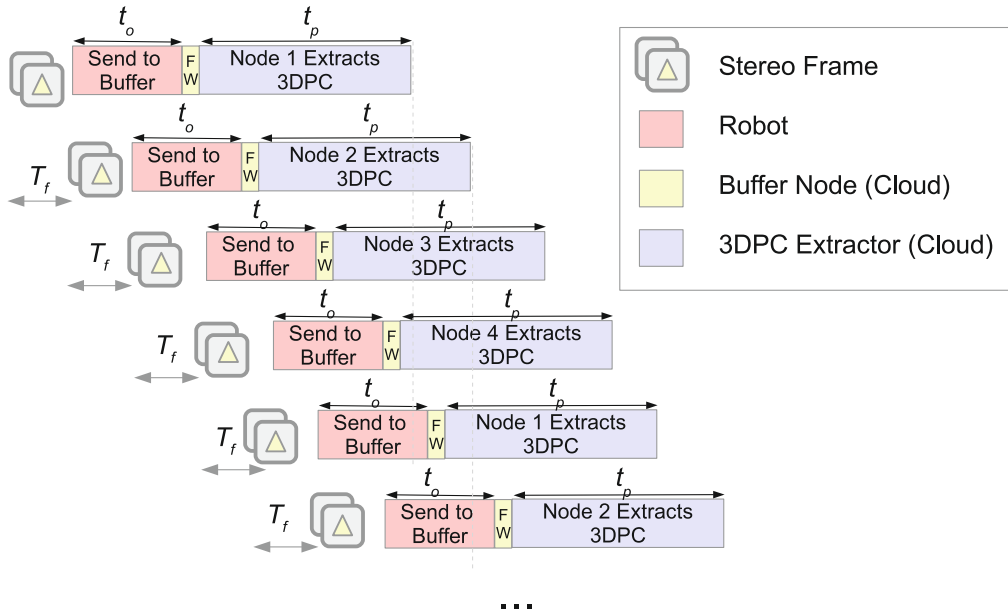 t_o t_p
Send to Buffer
F W
Node 1 Extracts 3DPC
t_o t_p
T_f
Send to Buffer
F W
Node 2 Extracts 3DPC
t_o t_p
T_f
Send to Buffer
F W
Node 3 Extracts 3DPC
t_o t_p
T_f
Send to Buffer
F W
Node 4 Extracts 3DPC
t_o t_p
T_f
Send to Buffer
F W
Node 1 Extracts 3DPC
t_o t_p
T_f
Send to Buffer
F W
Node 2 Extracts 3DPC
...
Stereo Frame
Robot
Buffer Node (Cloud)
3DPC Extractor (Cloud)